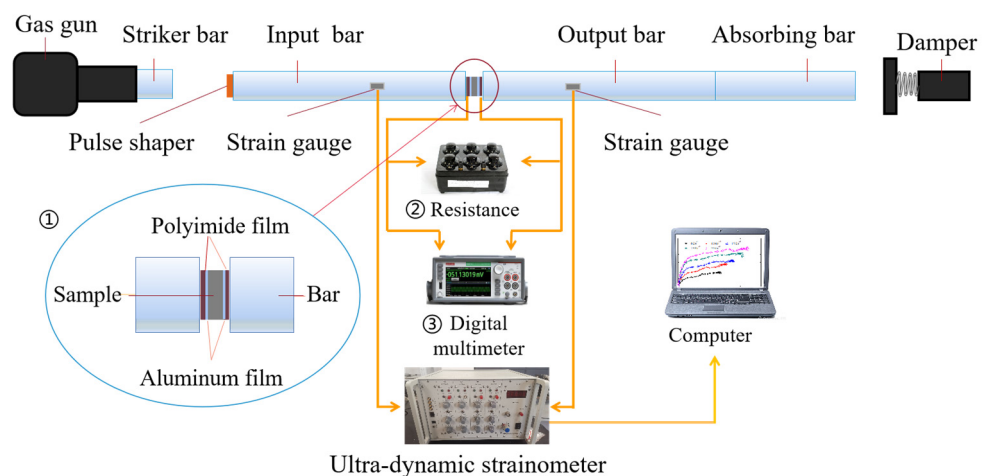 Gas gun
Striker bar
Input bar
Output bar
Absorbing bar
Damper
Pulse shaper
Strain gauge
Strain gauge
① 
② Resistance
Polyimide film
Sample
Bar
Aluminum film
05113019mV
③ Digital
multimeter
Computer
Ultra-dynamic strainometer